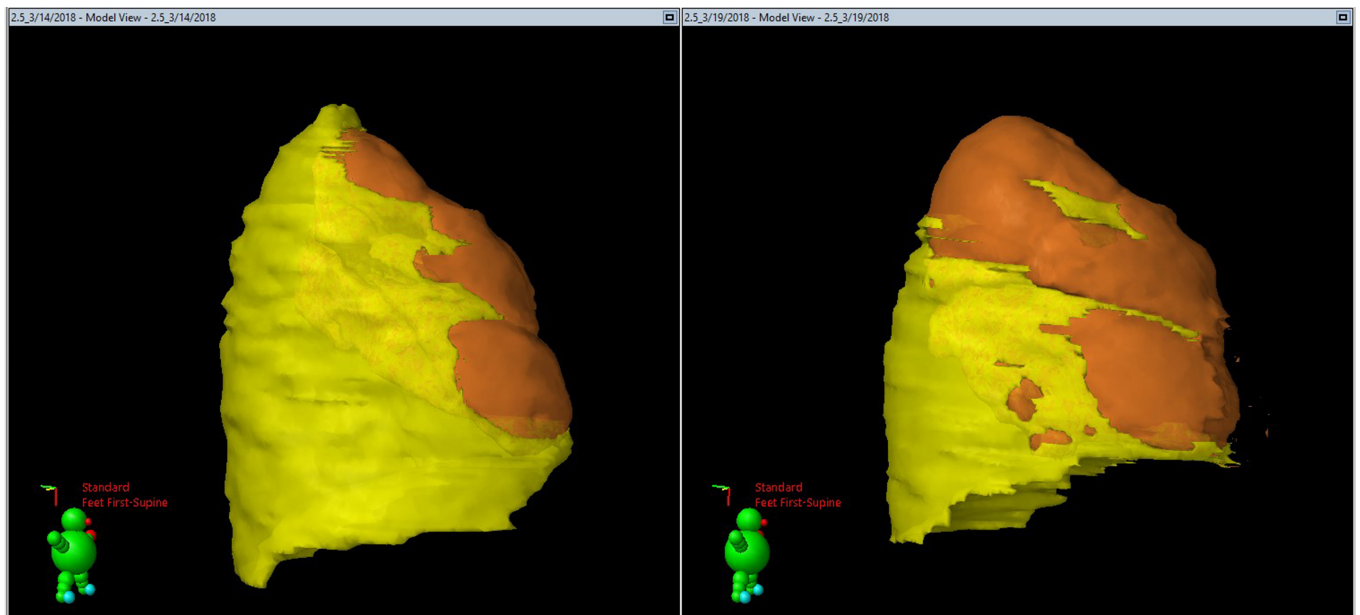 2.5_3/14/2018 - Model View - 2.5_3/14/2018
2.5_3/19/2018 - Model View - 2.5_3/19/2018
Standard
Feet First-Supine
Standard
Feet First-Supine